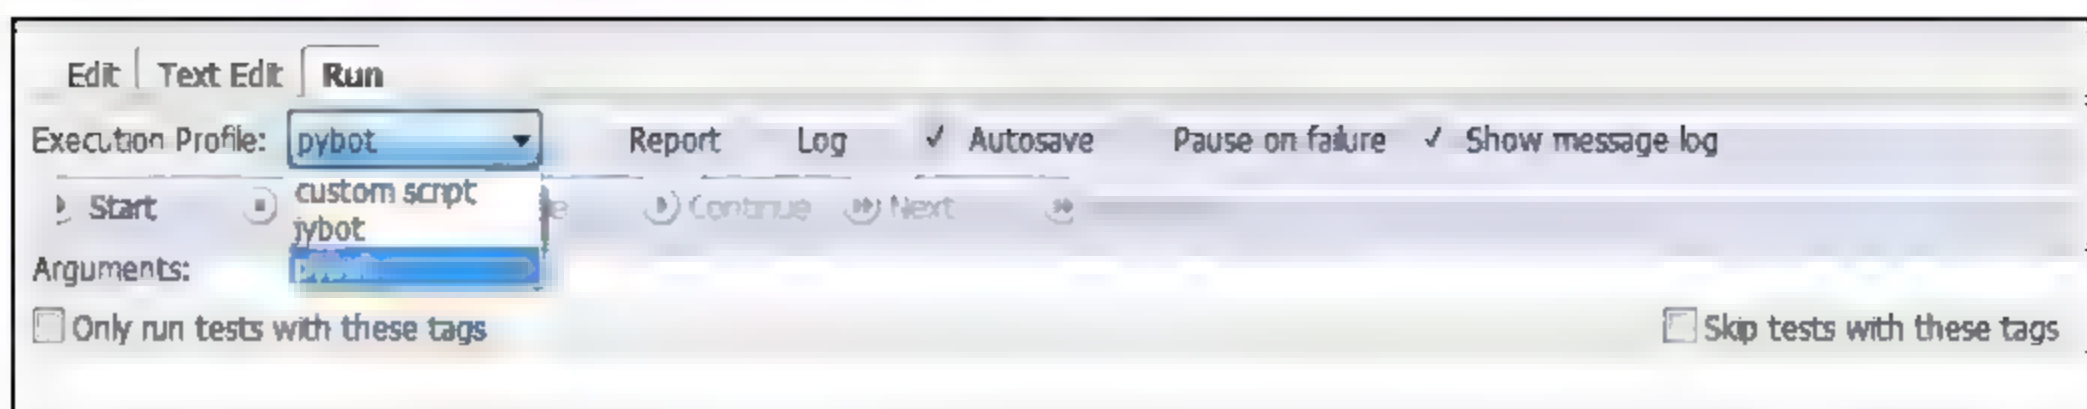 Edit Text Edit Run
Execution Profile: pybot Report Log ✓ Autosave Pause on failure ✓ Show message log
custom script
Start Continue Next
jybot
Arguments:
Only run tests with these tags Skip tests with these tags